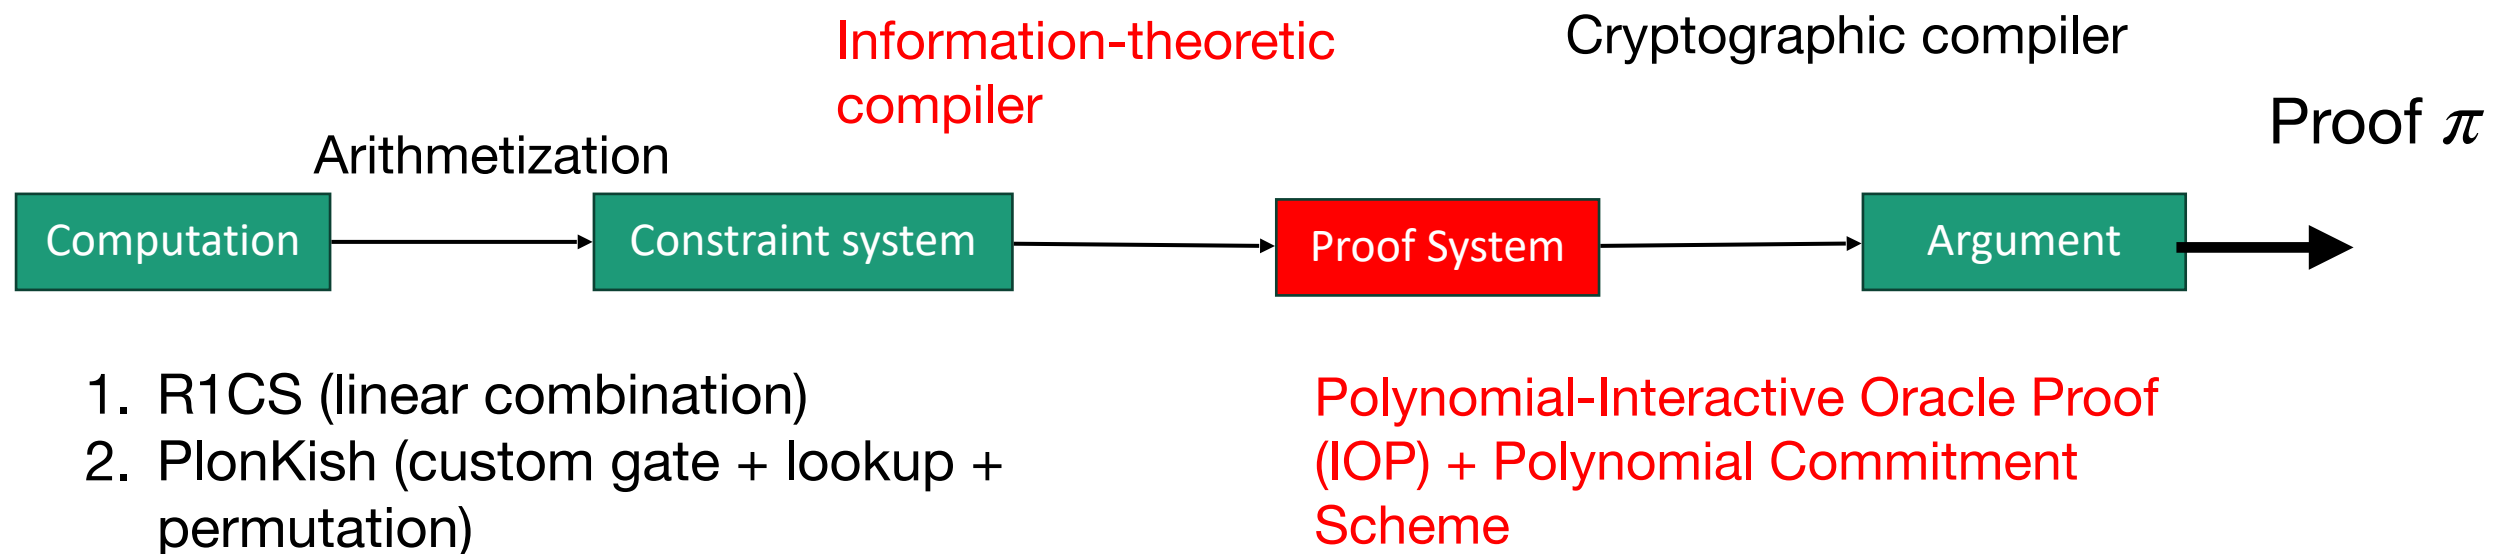 Information-theoretic
compiler
Cryptographic compiler
Proof π
Arithmetization
Computation
Constraint system
Proof System
Argument
1. R1CS (linear combination)
2. PlonKish (custom gate + lookup +
permutation)
Polynomial-Interactive Oracle Proof
(IOP) + Polynomial Commitment
Scheme